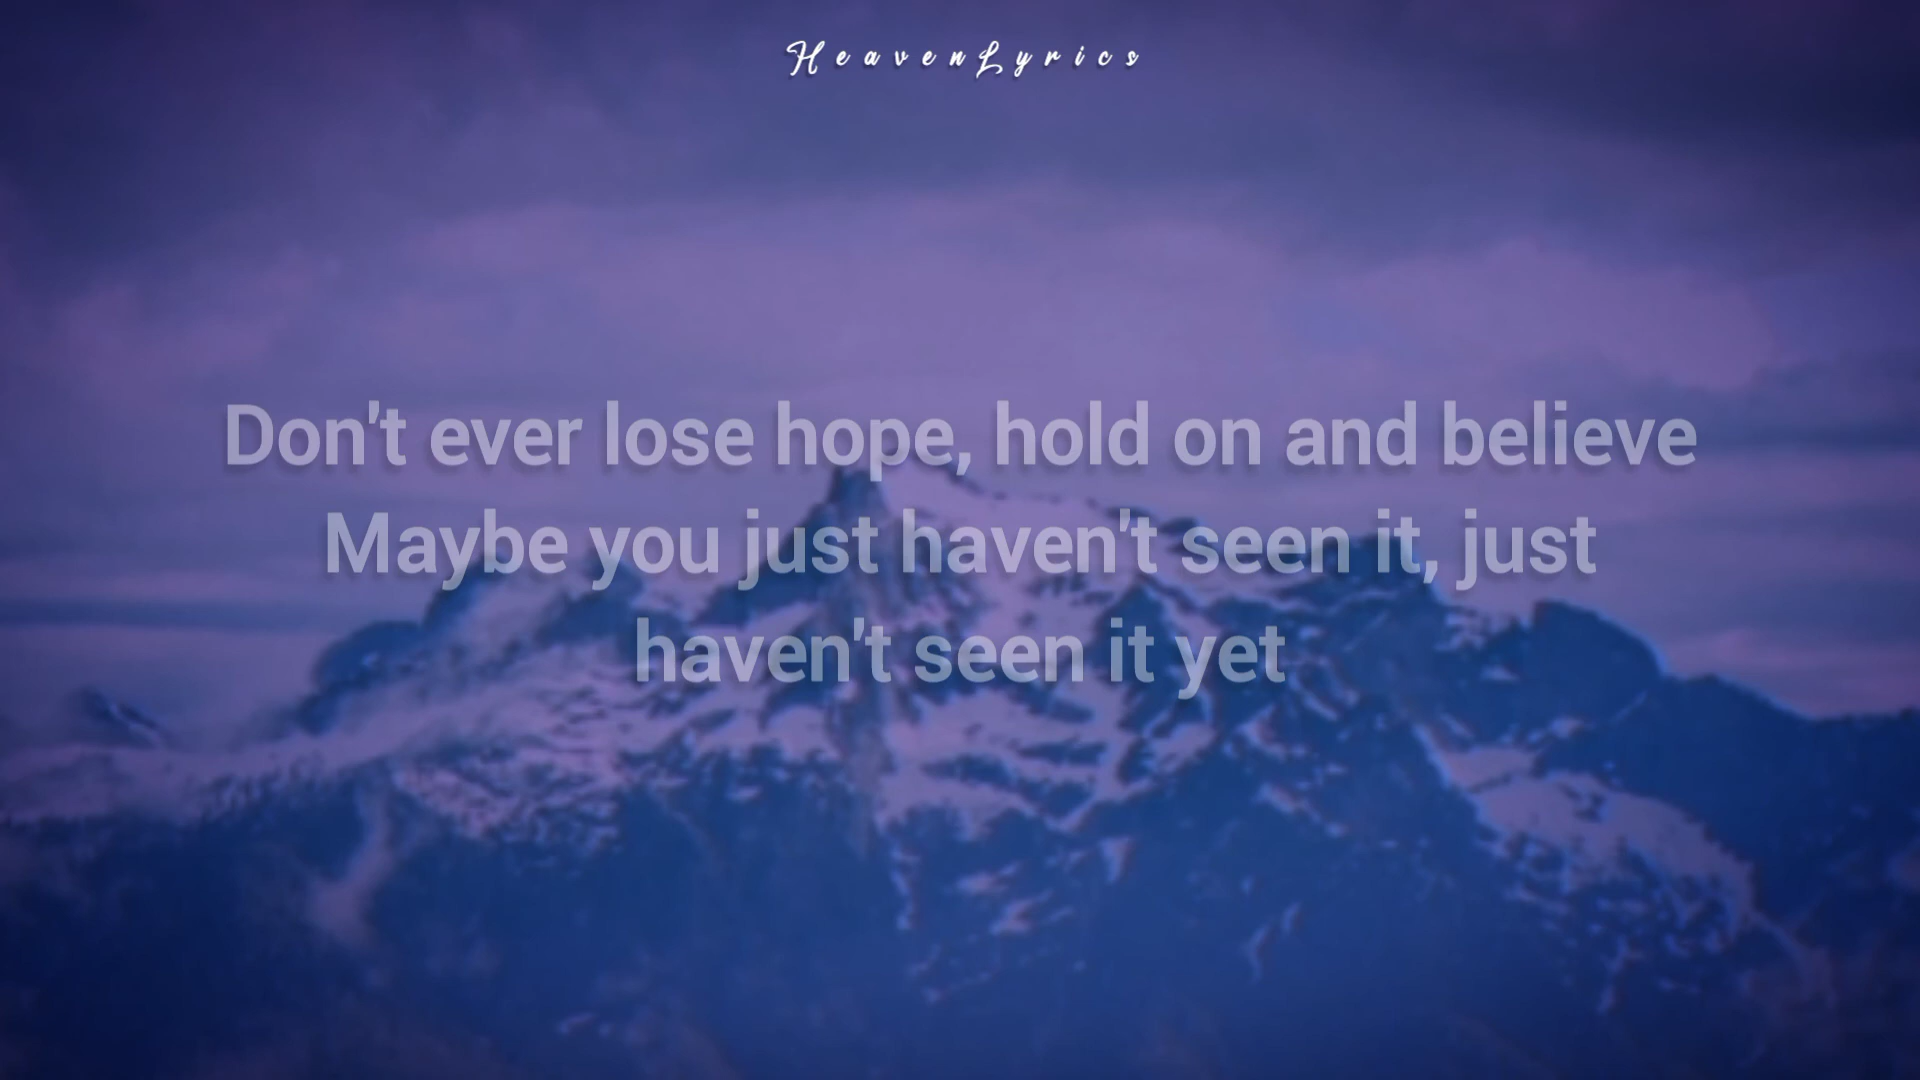 HeavenLyrics
Don't ever lose hope, hold on and believe
Maybe you just haven't seen it, just
haven't seen it yet